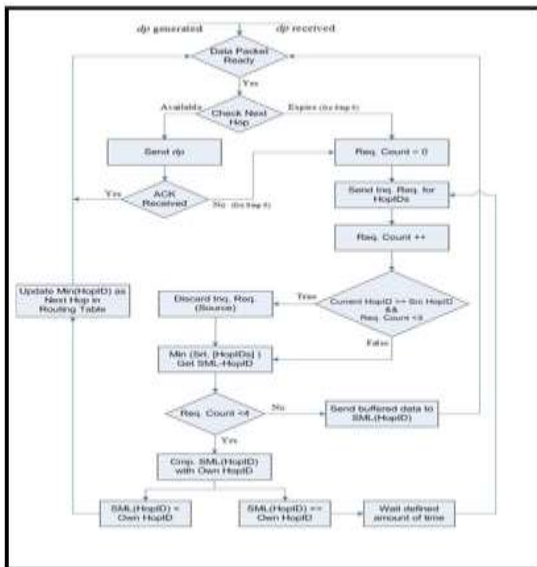 dp generated
dp received
Data Packet
Ready
Yes
Available
Check Next
Hop
Expires
Send dp
Req. Count = 0
Yes
ACK
Received
No
Send Inq. Req. for
HopIDs
Req. Count ++
Update Min(HopID) as
Next Hop in
Routing Table
Discard Inq. Req.
(Source)
True
Current HopID >= Src HopID
&&
Req. Count <4
False
Min (Srl, [HopIDs] )
Get SML-HopID
Req. Count <4
No
Send buffered data to
SML(HopID)
Yes
Cmp. SML(HopID)
with Own HopID
SML(HopID) <
Own HopID
SML(HopID) >=
Own HopID
Wait defined
amount of time